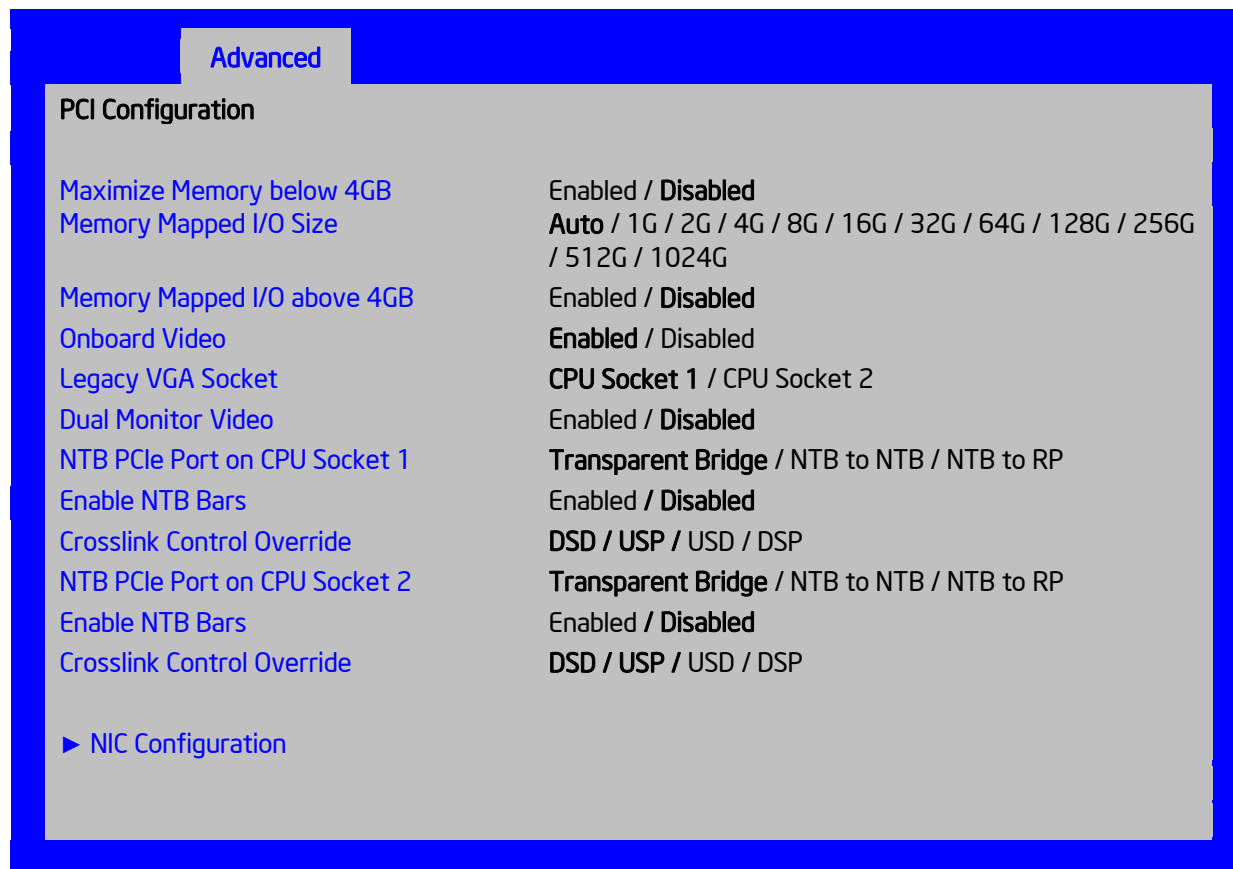 Advanced
PCI Configuration
Maximize Memory below 4GB Enabled / Disabled
Memory Mapped I/O Size Auto / 1G / 2G / 4G / 8G / 16G / 32G / 64G / 128G / 256G
/ 512G / 1024G
Memory Mapped I/O above 4GB Enabled / Disabled
Onboard Video Enabled / Disabled
Legacy VGA Socket CPU Socket 1 / CPU Socket 2
Dual Monitor Video Enabled / Disabled
NTB PCIe Port on CPU Socket 1 Transparent Bridge / NTB to NTB / NTB to RP
Enable NTB Bars Enabled / Disabled
Crosslink Control Override DSD / USP / USD / DSP
NTB PCIe Port on CPU Socket 2 Transparent Bridge / NTB to NTB / NTB to RP
Enable NTB Bars Enabled / Disabled
Crosslink Control Override DSD / USP / USD / DSP
► NIC Configuration